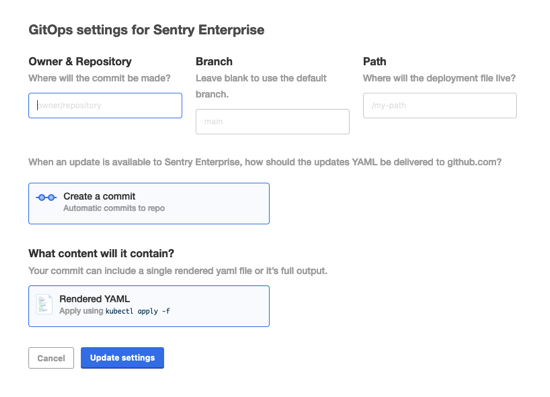 GitOps settings for Sentry Enterprise
Owner & Repository
Where will the commit be made?
owner/repository
Branch
Leave blank to use the default
branch.
main
Path
Where will the deployment file live?
/my-path
When an update is available to Sentry Enterprise, how should the updates YAML be delivered to github.com?
Create a commit
Automatic commits to repo
What content will it contain?
Your commit can include a single rendered yaml file or it's full output.
Rendered YAML
Apply using kubectl apply -f
Cancel
Update settings